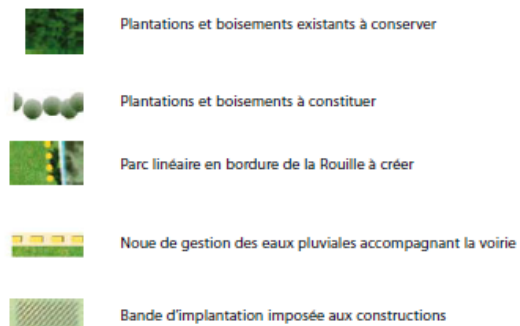 Plantations et boisements existants à conserver
Plantations et boisements à constituer
Parc linéaire en bordure de la Rouille à créer
Noue de gestion des eaux pluviales accompagnant la voirie
Bande d'implantation imposée aux constructions